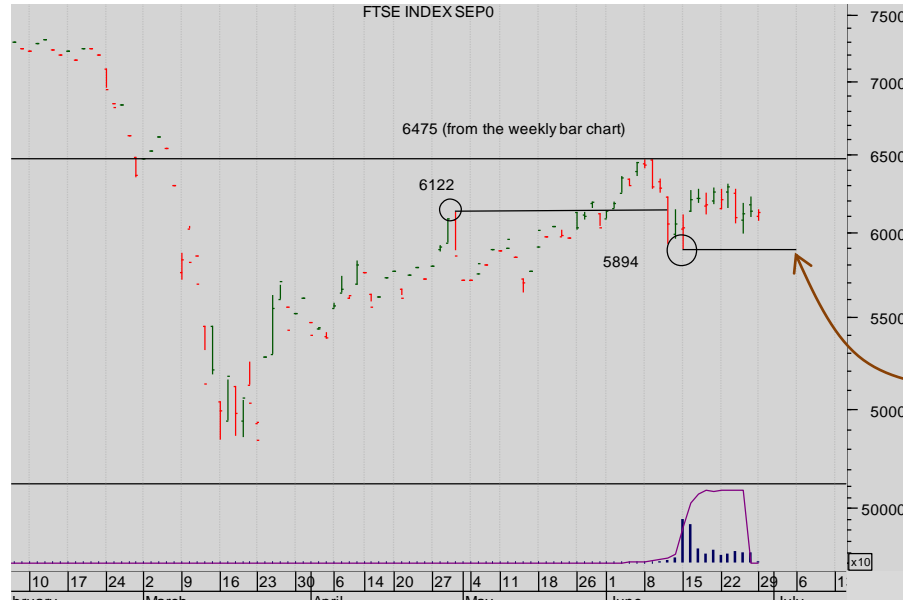 FTSE INDEX SEP0
7500
7000
6475 (from the weekly bar chart)
6500
6122
6000
5894
5500
5000
50000
x10
10 17 24 2 9 16 23 30 6 14 20 27 4 11 18 26 1 8 15 22 29 6
March April May June July